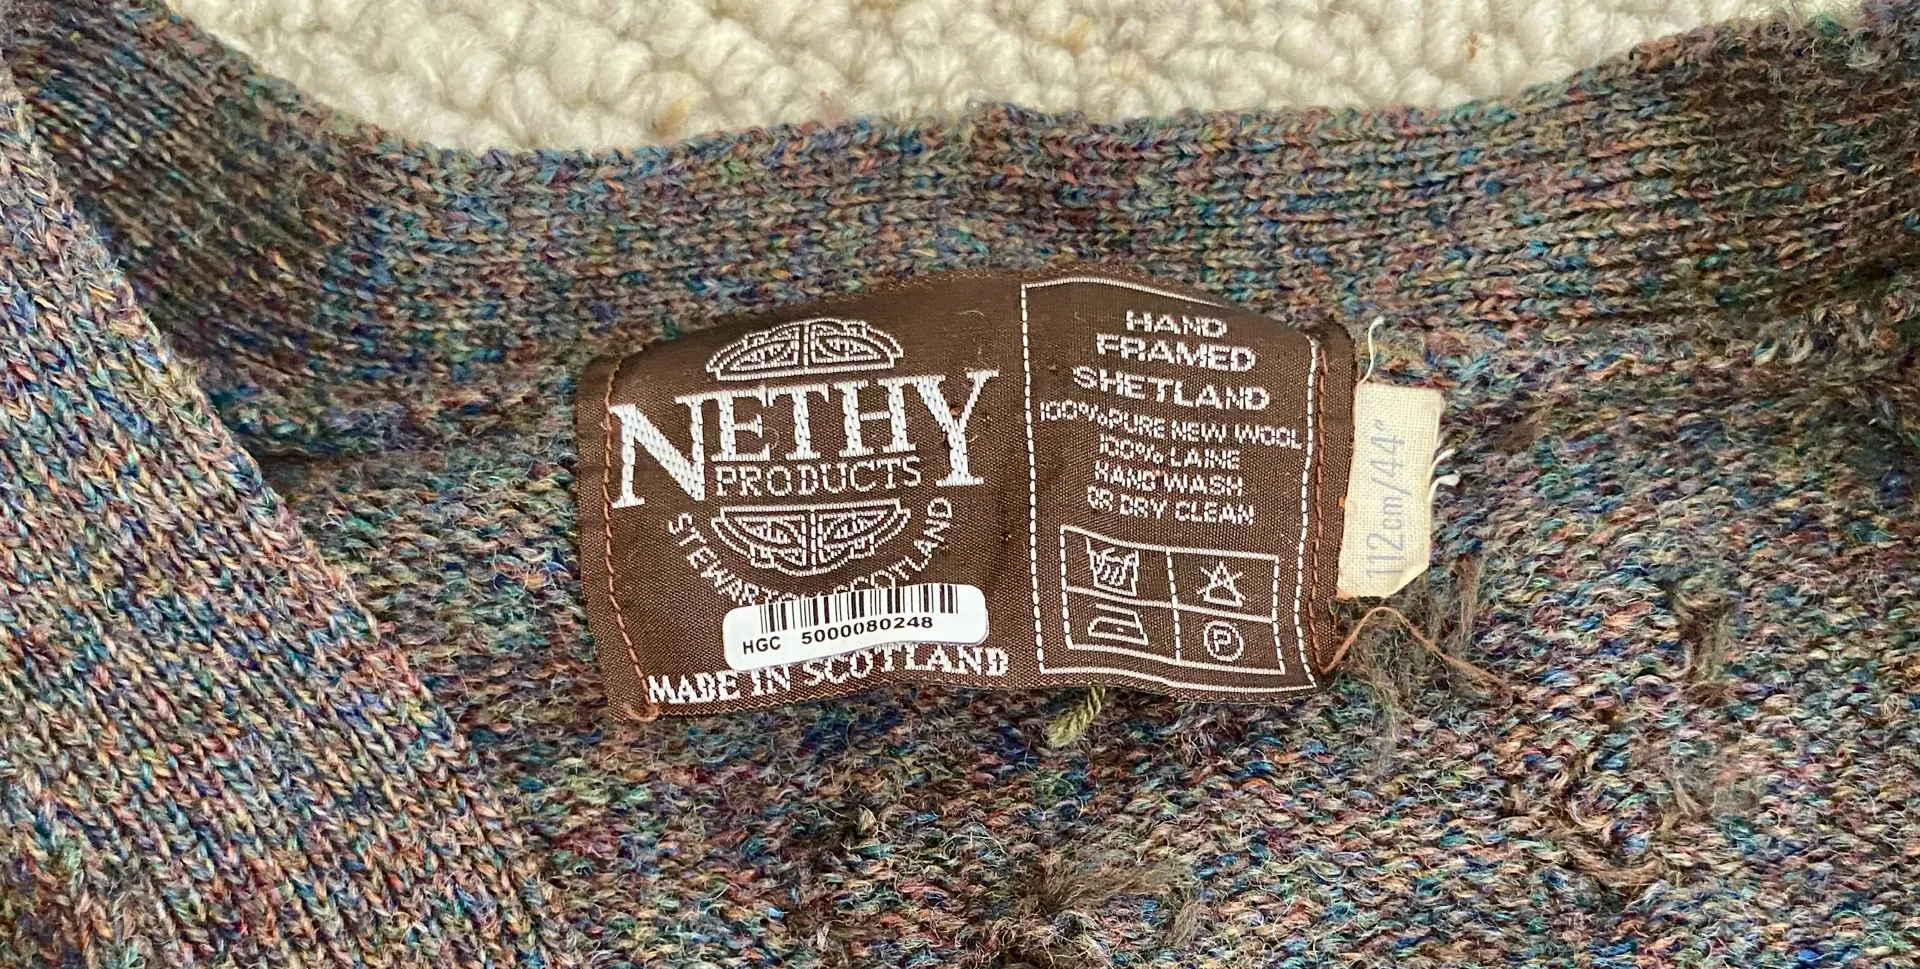 NETHY
PRODUCTS
SCOTLAND
HGC 5000080248
MADE IN SCOTLAND
HAND
FRAMED
SHETLAND
100% PURE NEW WOOL
100% LAINE
HAND WASH
OR DRY CLEAN
P
112cm/44"